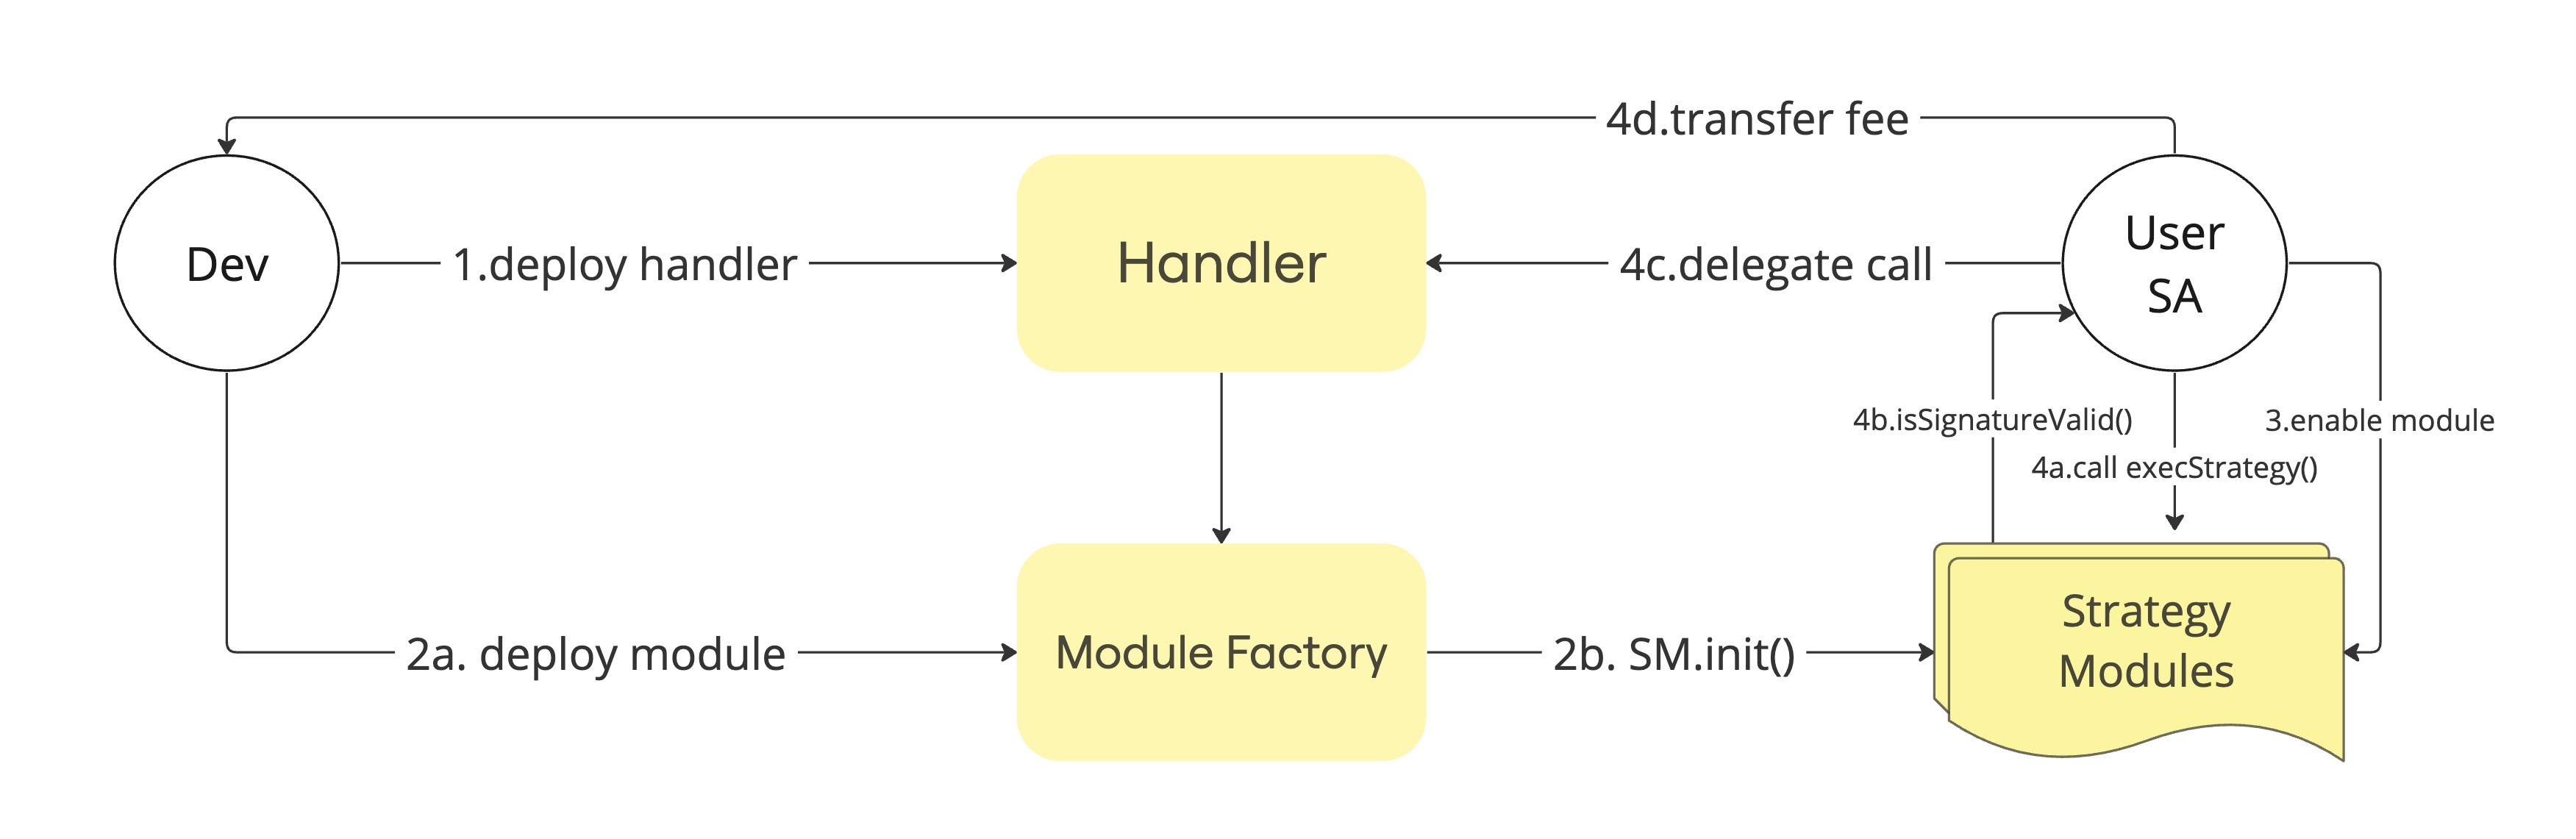 4d.transfer fee
Dev
1.deploy handler
Handler
4c.delegate call
User
SA
4b.isSignatureValid()
3.enable module
4a.call execStrategy()
2a. deploy module
Module Factory
2b. SM.init()
Strategy
Modules